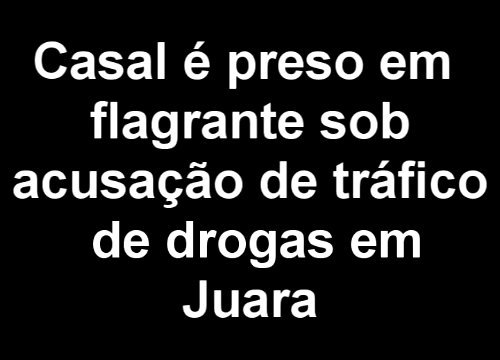 Casal é preso em
flagrante sob
acusação de tráfico
de drogas em
Juara